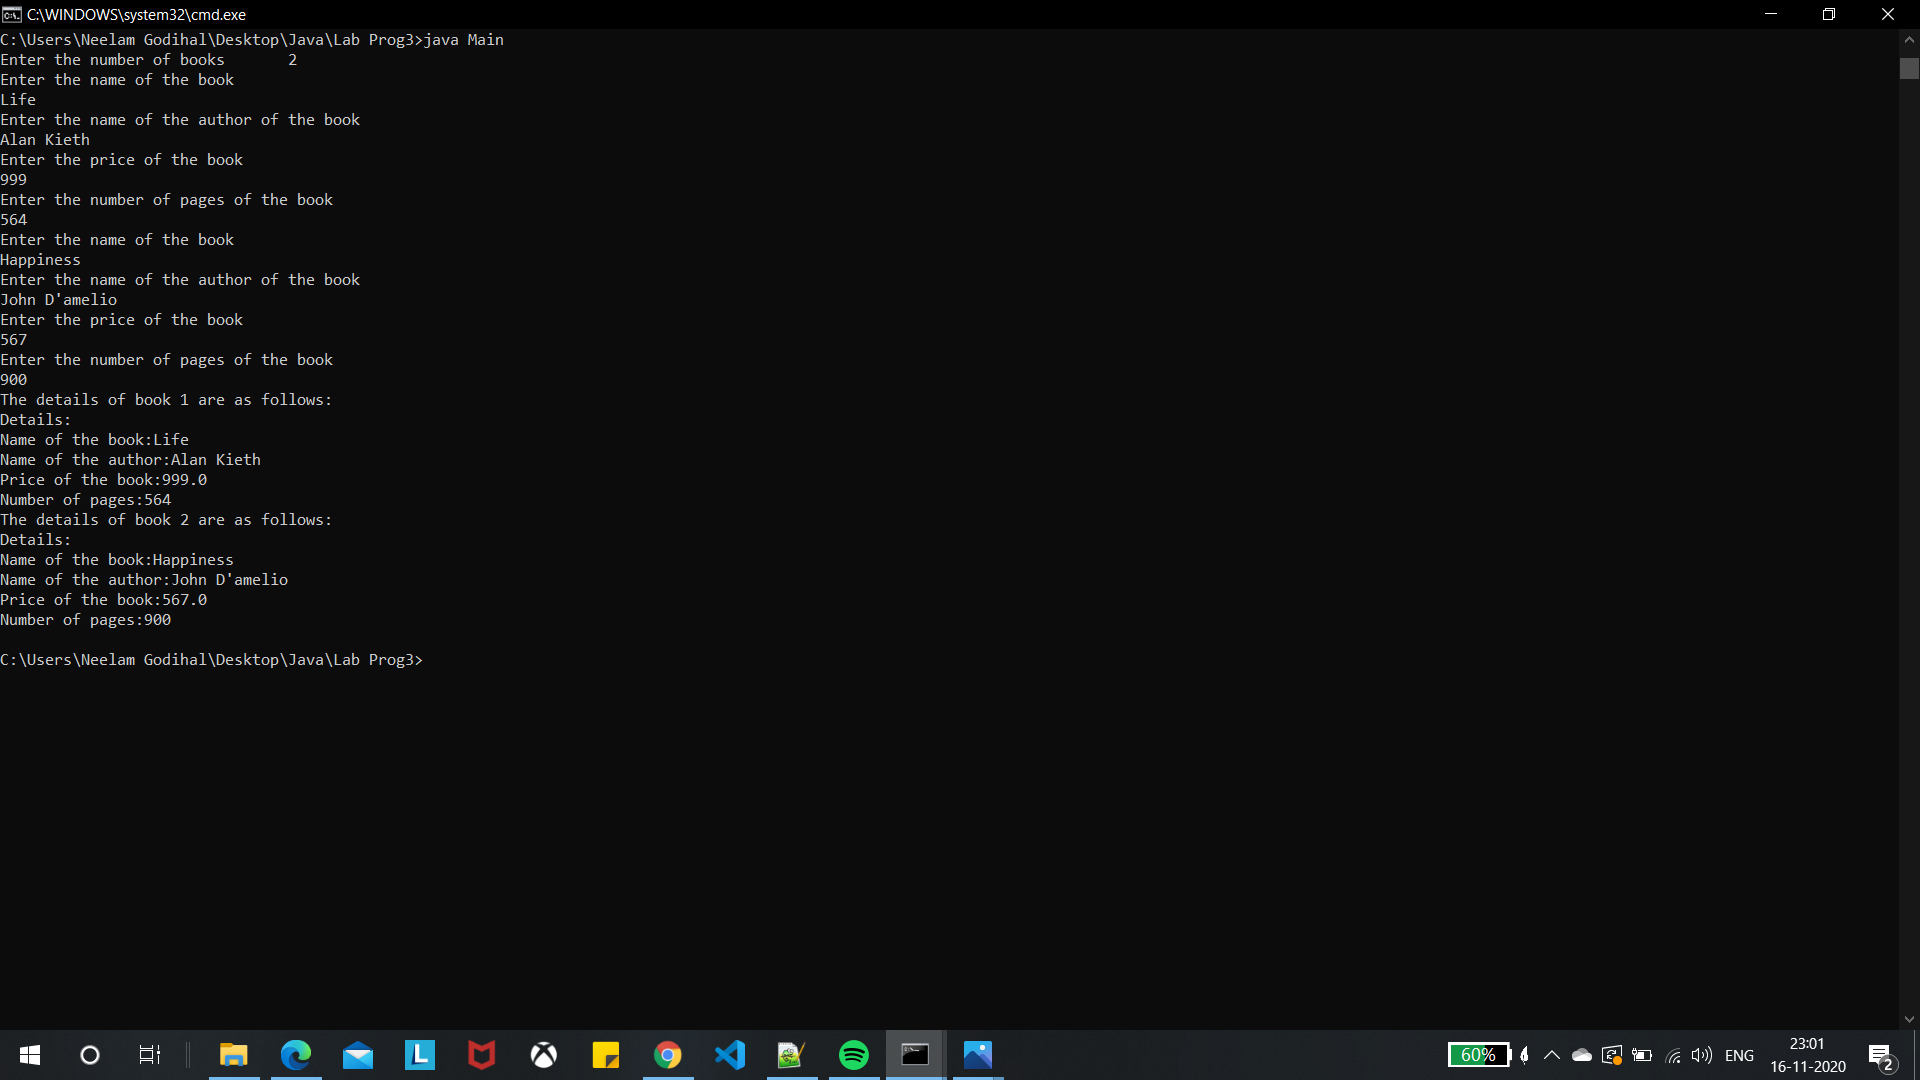 C:\WINDOWS\system32\cmd.exe
C:\Users\Neelam Godihal\Desktop\Java\Lab Prog3>java Main
Enter the number of books       2
Enter the name of the book
Life
Enter the name of the author of the book
Alan Kieth
Enter the price of the book
999
Enter the number of pages of the book
564
Enter the name of the book
Happiness
Enter the name of the author of the book
John D'amelio
Enter the price of the book
567
Enter the number of pages of the book
900
The details of book 1 are as follows:
Details:
Name of the book:Life
Name of the author:Alan Kieth
Price of the book:999.0
Number of pages:564
The details of book 2 are as follows:
Details:
Name of the book:Happiness
Name of the author:John D'amelio
Price of the book:567.0
Number of pages:900
C:\Users\Neelam Godihal\Desktop\Java\Lab Prog3>
L
60%
ENG
23:01
16-11-2020
2